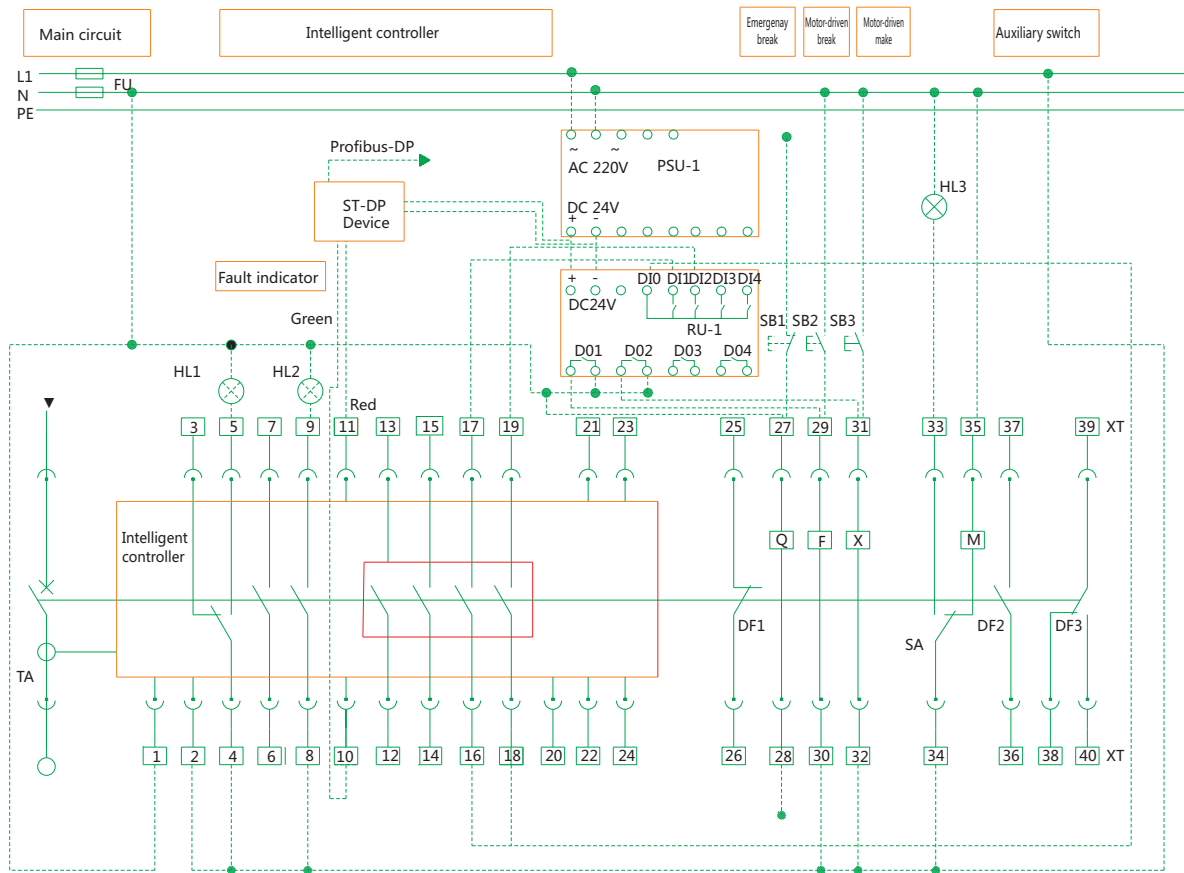 Main circuit
Intelligent controller
Emergenay
break
Motor-driven
break
Motor-driven
make
Auxiliary switch
L1
FU
N
PE
Profibus-DP
~ ~
AC 220V PSU-1
ST-DP
Device
DC 24V
+ -
HL3
Fault indicator
+ - DI0 DI1 DI2 DI3 DI4
DC24V
Green
RU-1
SB1 SB2 SB3
D01 D02 D03 D04
HL1 HL2
Red
3 5 7 9 11 13 15 17 19 21 23 25 27 29 31 33 35 37 39 XT
Intelligent
controller
Q F X M
DF1 SA DF2 DF3
TA
1 2 4 6 8 10 12 14 16 18 20 22 24 26 28 30 32 34 36 38 40 XT